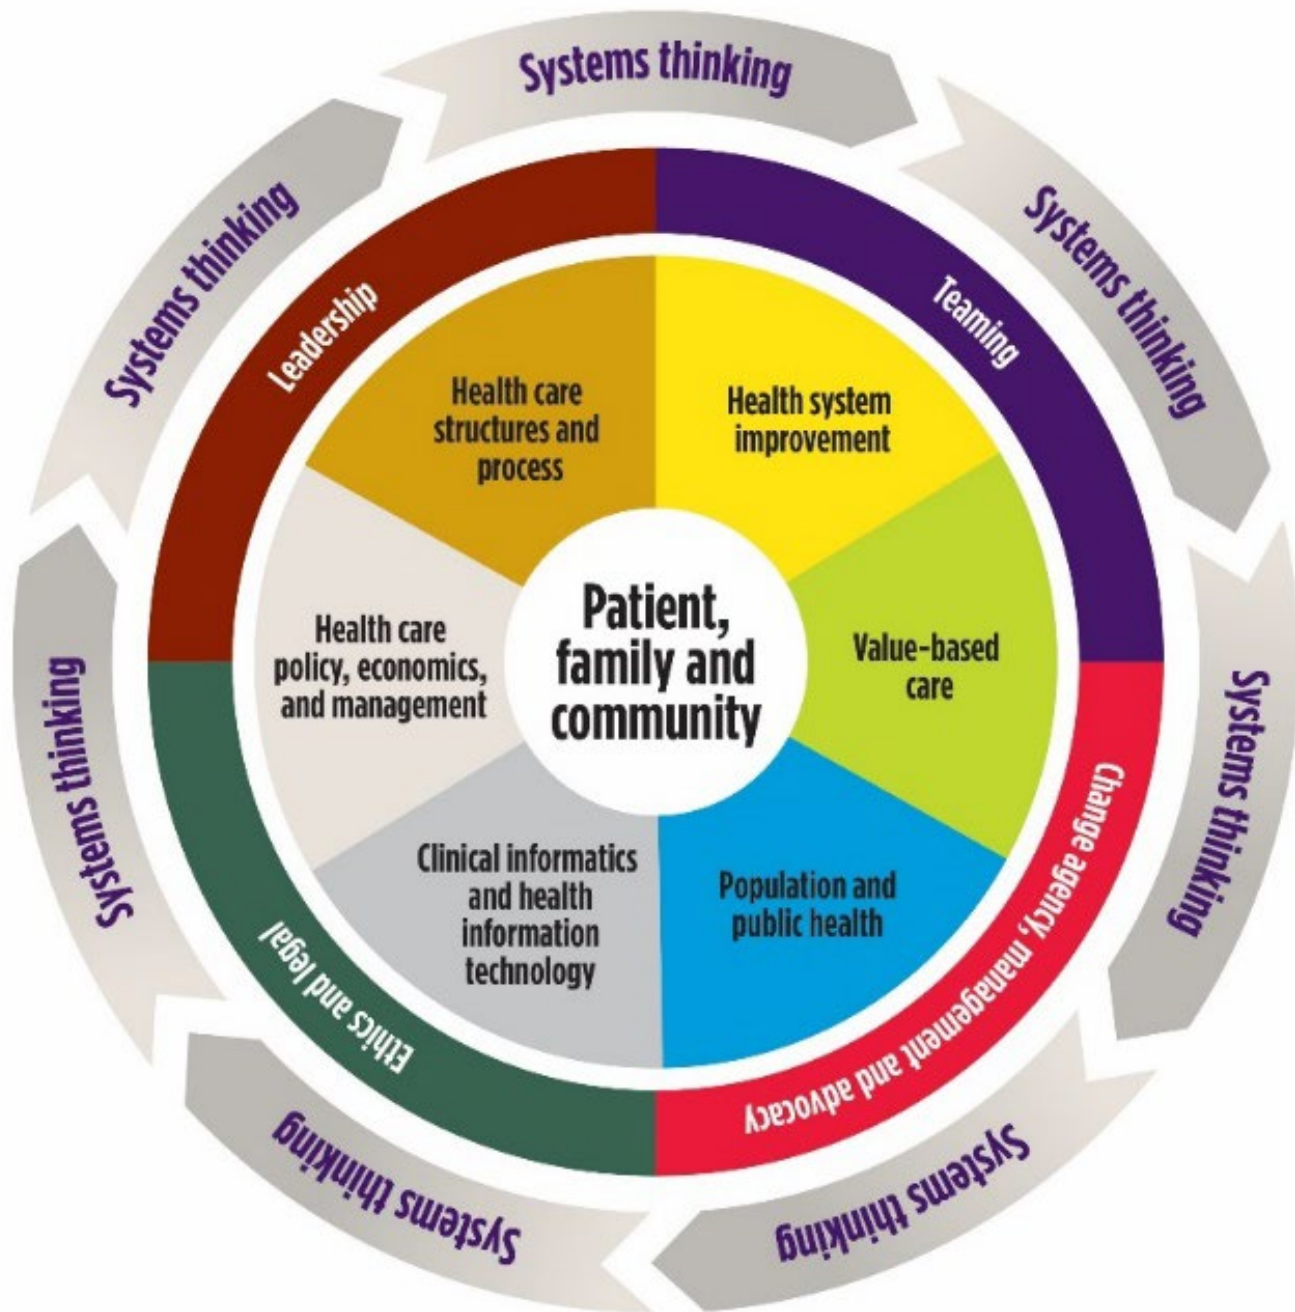 Systems thinking
Systems thinking
Systems thinking
Systems thinking
Systems thinking
Systems thinking
Systems thinking
Leadership
Teaming
Change agency, management and advocacy
Ethics and legal
Health care
structures and
process
Health system
improvement
Value-based
care
Population and
public health
Clinical informatics
and health
information
technology
Health care
policy, economics,
and management
Patient,
family and
community